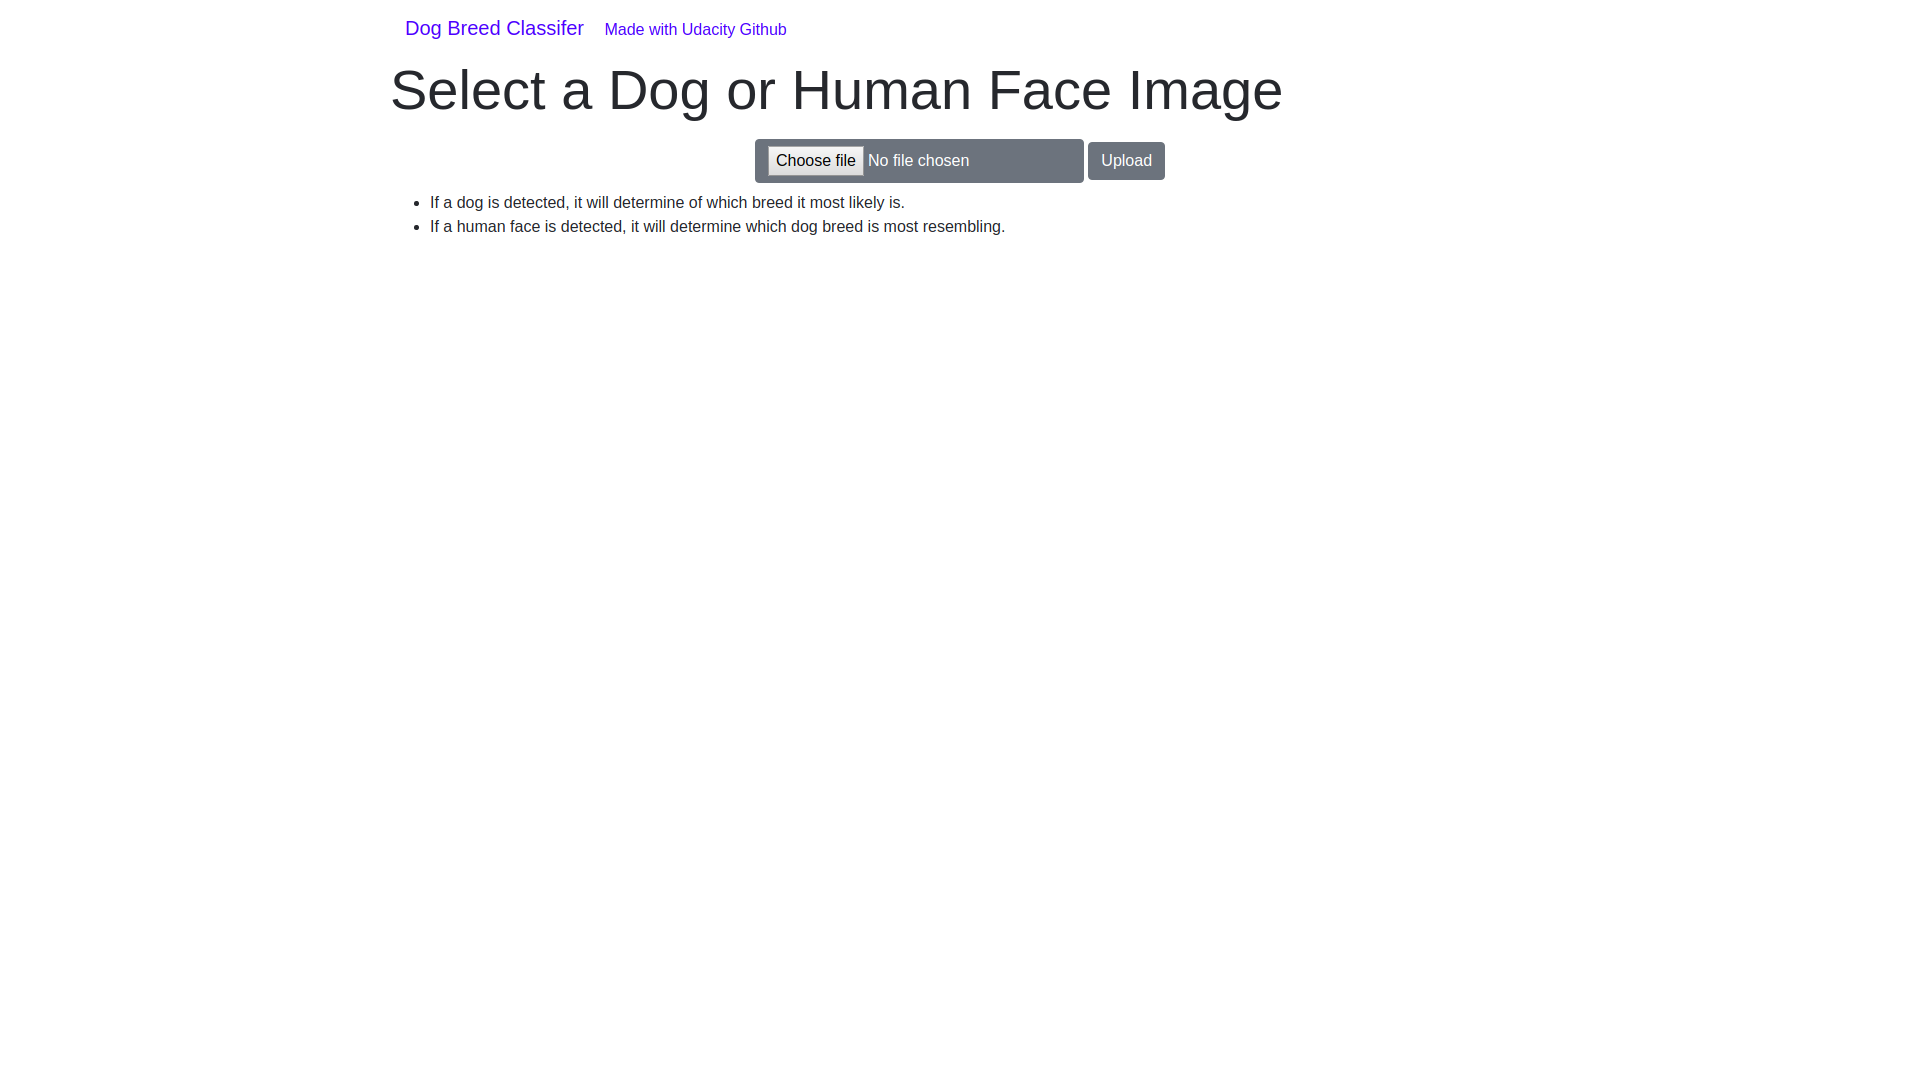 Dog Breed Classifer Made with Udacity Github
Select a Dog or Human Face Image
Choose file No file chosen Upload
If a dog is detected, it will determine of which breed it most likely is.
If a human face is detected, it will determine which dog breed is most resembling.